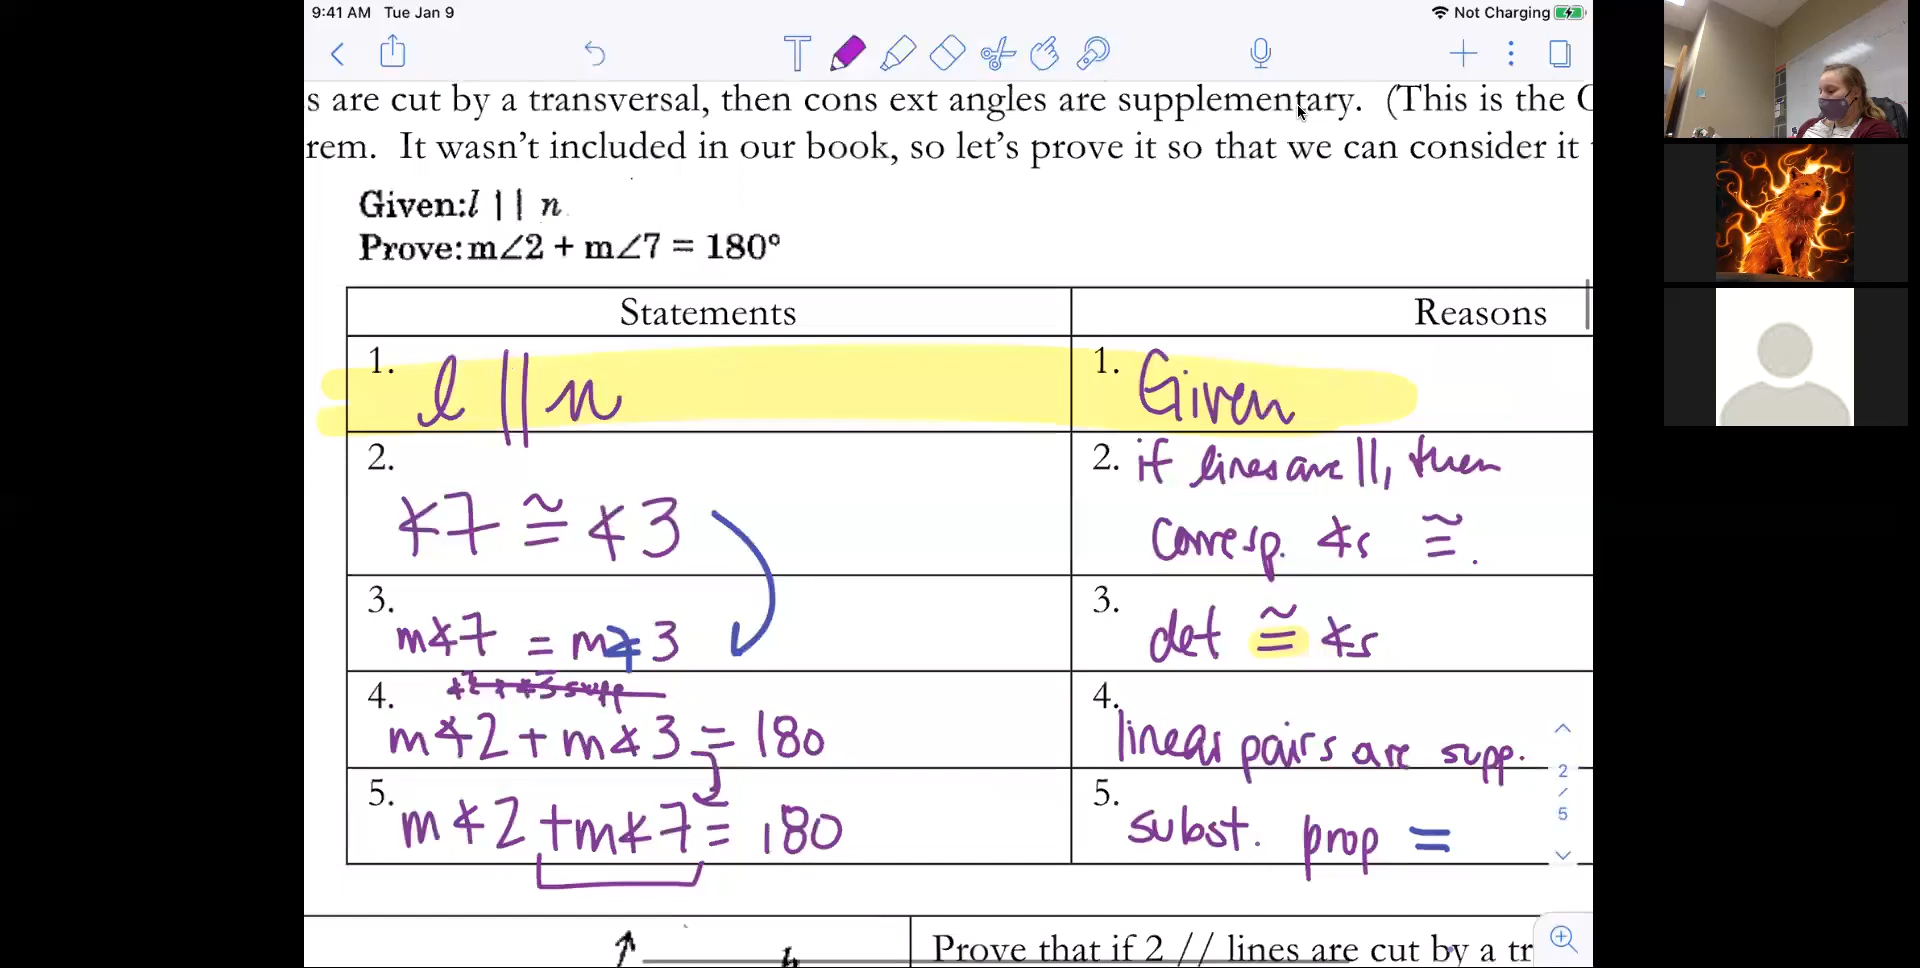 9:41 AM Tue Jan 9
Not Charging
s are cut by a transversal, then cons ext angles are supplementary. (This is the
rem. It wasn't included in our book, so let's prove it so that we can consider it
Given: l || n
Prove: m∠2 + m∠7 = 180°
Statements
Reasons
1. l || n
1. Given
2. ∡7 ≅ ∡3
2. if lines are ||, then
corresp. ∡s ≅.
3. m∡7 = m∡3
3. def ≅ ∡s
4.
m∡2 + m∡3 = 180
4. linear pairs are supp.
5. m∡2 + m∡7 = 180
5. subst. prop =
2
/
5
Prove that if 2 // lines are cut by a tr